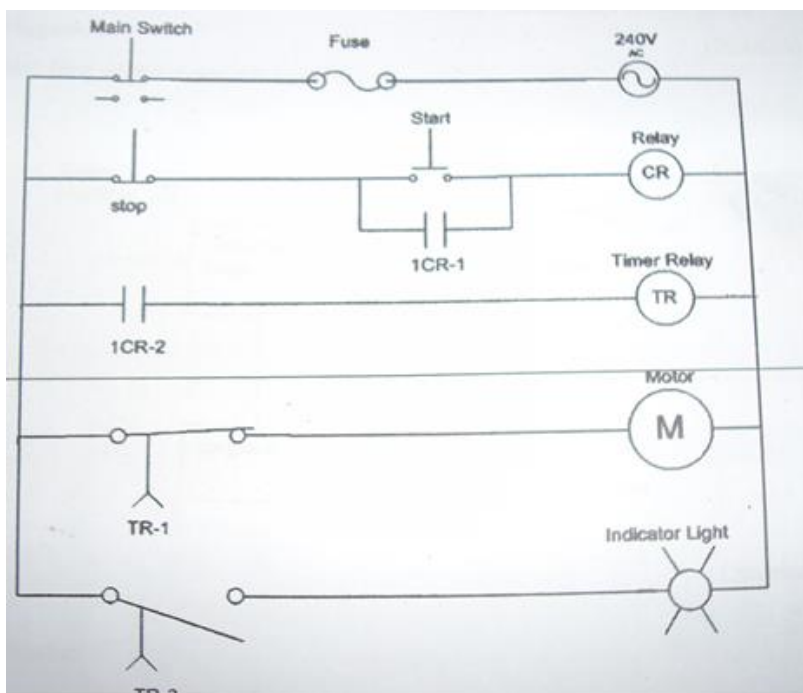 Main Switch
Fuse
240V
AC
Start
Relay
CR
stop
1CR-1
Timer Relay
TR
1CR-2
Motor
M
TR-1
Indicator Light